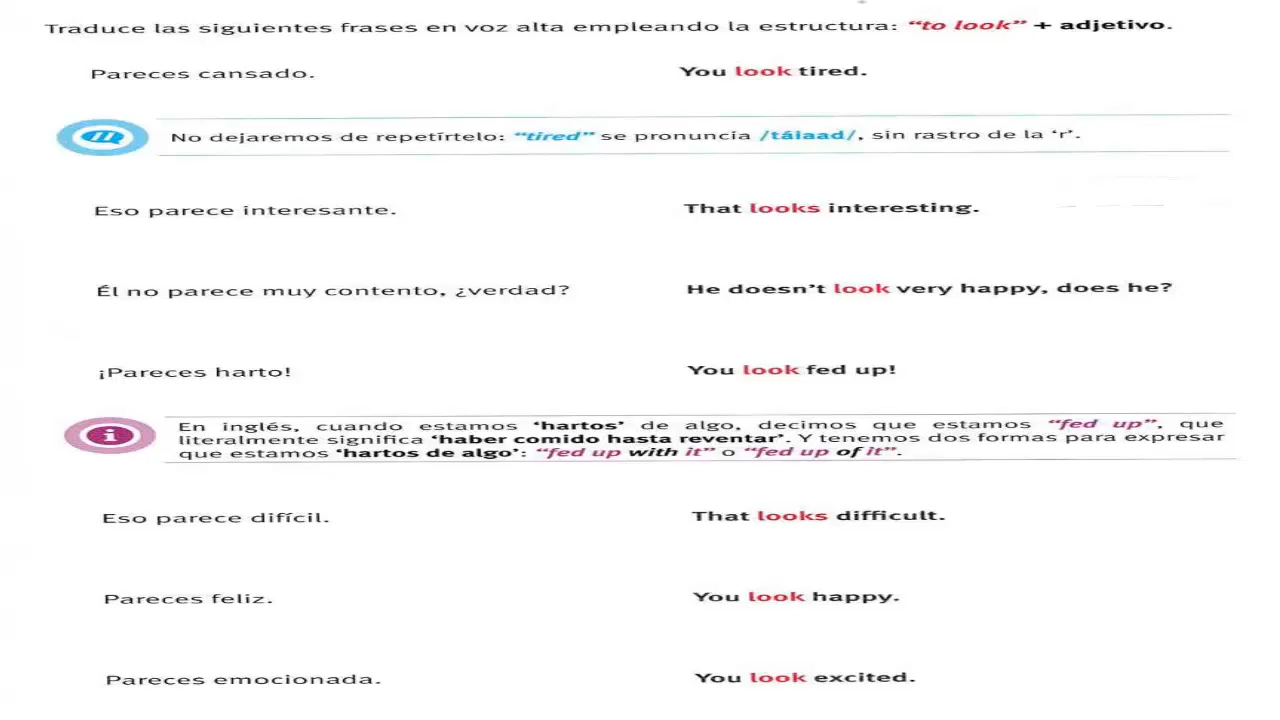 Traduce las siguientes frases en voz alta empleando la estructura: “to look” + adjetivo.
Pareces cansado. You look tired.
No dejaremos de repetírtelo: “tired” se pronuncia /táiaad/, sin rastro de la ‘r’.
Eso parece interesante. That looks interesting.
Él no parece muy contento, ¿verdad? He doesn’t look very happy, does he?
¡Pareces harto! You look fed up!
En inglés, cuando estamos ‘hartos’ de algo, decimos que estamos “fed up”, que
literalmente significa ‘haber comido hasta reventar’. Y tenemos dos formas para expresar
que estamos ‘hartos de algo’: “fed up with it” o “fed up of it”.
Eso parece difícil. That looks difficult.
Pareces feliz. You look happy.
Pareces emocionada. You look excited.